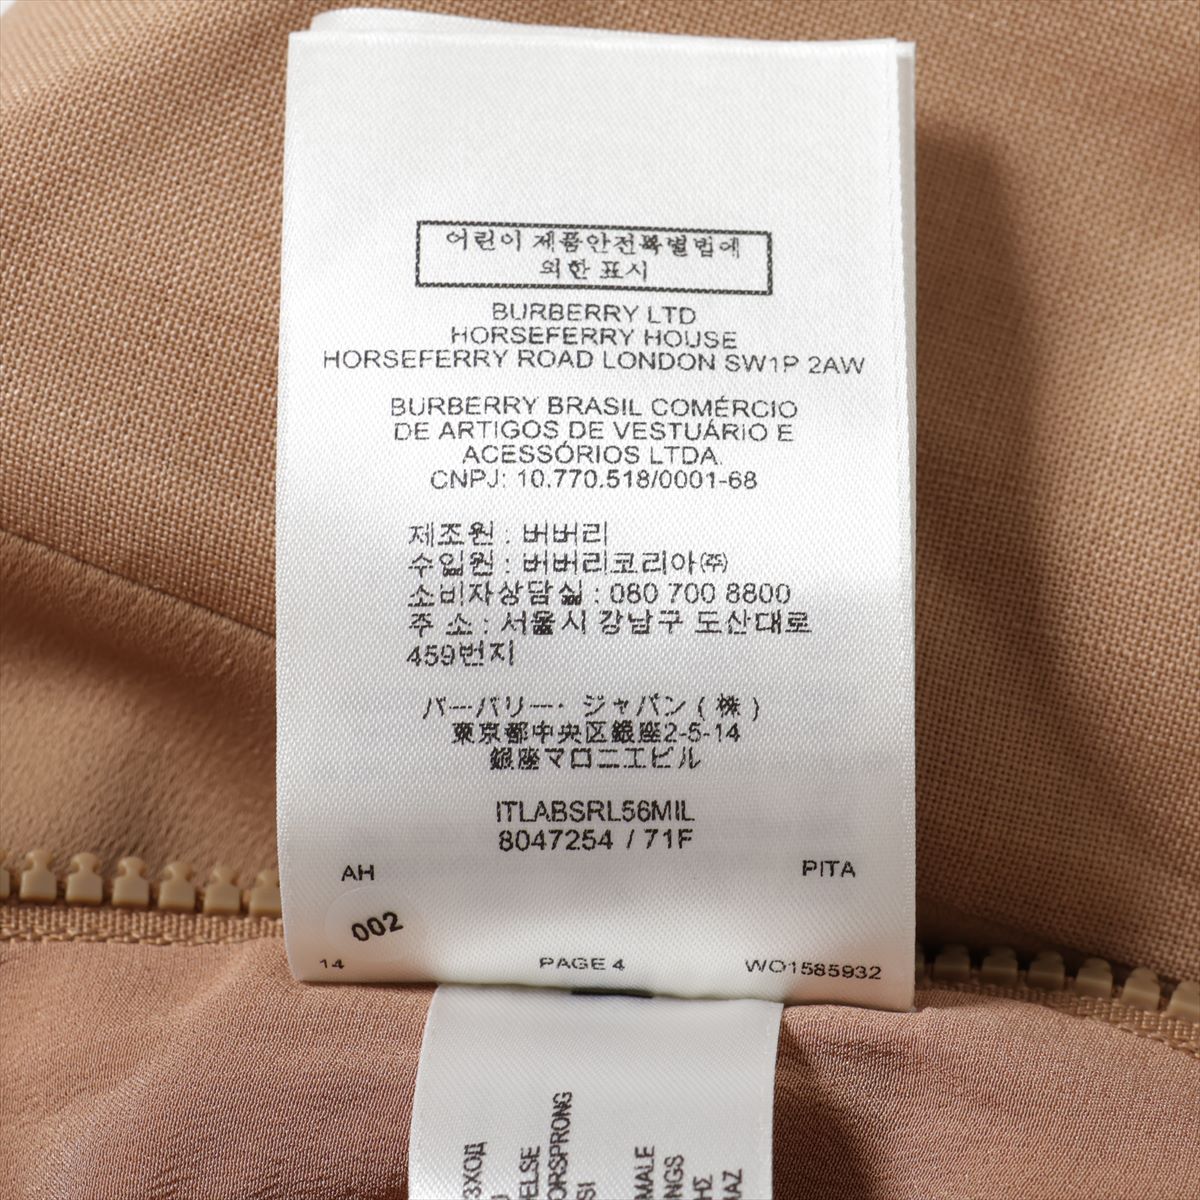 어린이 제품안전특별법에
의한 표시
BURBERRY LTD
HORSEFERRY HOUSE
HORSEFERRY ROAD LONDON SW1P 2AW
BURBERRY BRASIL COMÉRCIO
DE ARTIGOS DE VESTUÁRIO E
ACESSÓRIOS LTDA.
CNPJ: 10.770.518/0001-68
제조원 : 버버리
수입원 : 버버리코리아㈜
소비자상담실 : 080 700 8800
주 소 : 서울시 강남구 도산대로
459번지
バーバリー・ジャパン(株)
東京都中央区銀座2-5-14
銀座マロニエビル
ITLABSRL56MIL
8047254 / 71F
AH PITA
002
14 PAGE 4 WO1585932